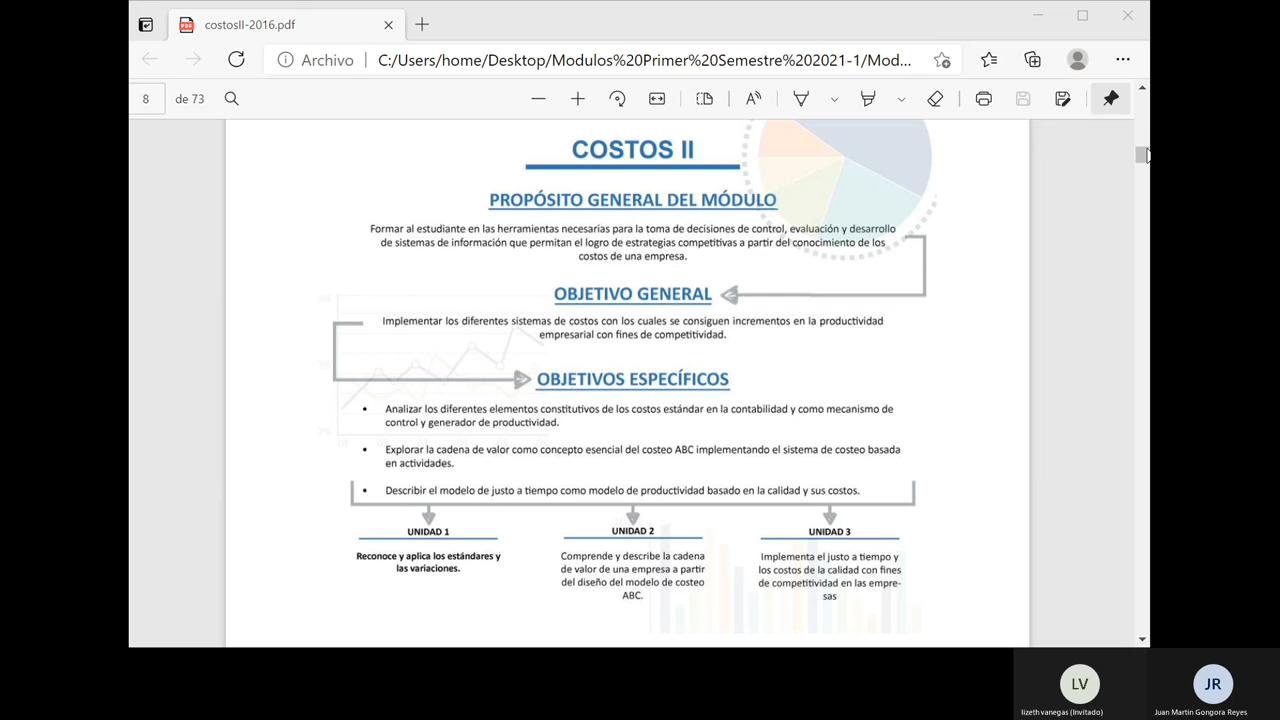 costosII-2016.pdf
Archivo
C:/Users/home/Desktop/Modulos%20Primer%20Semestre%202021-1/Mod...
8 de 73
COSTOS II
PROPÓSITO GENERAL DEL MÓDULO
Formar al estudiante en las herramientas necesarias para la toma de decisiones de control, evaluación y desarrollo
de sistemas de información que permitan el logro de estrategias competitivas a partir del conocimiento de los
costos de una empresa.
OBJETIVO GENERAL
Implementar los diferentes sistemas de costos con los cuales se consiguen incrementos en la productividad
empresarial con fines de competitividad.
OBJETIVOS ESPECÍFICOS
• Analizar los diferentes elementos constitutivos de los costos estándar en la contabilidad y como mecanismo de
control y generador de productividad.
• Explorar la cadena de valor como concepto esencial del costeo ABC implementando el sistema de costeo basada
en actividades.
• Describir el modelo de justo a tiempo como modelo de productividad basado en la calidad y sus costos.
UNIDAD 1
Reconoce y aplica los estándares y
las variaciones.
UNIDAD 2
Comprende y describe la cadena
de valor de una empresa a partir
del diseño del modelo de costeo
ABC.
UNIDAD 3
Implementa el justo a tiempo y
los costos de la calidad con fines
de competitividad en las empre-
sas
LV
lizeth vanegas (Invitado)
JR
Juan Martin Gongora Reyes